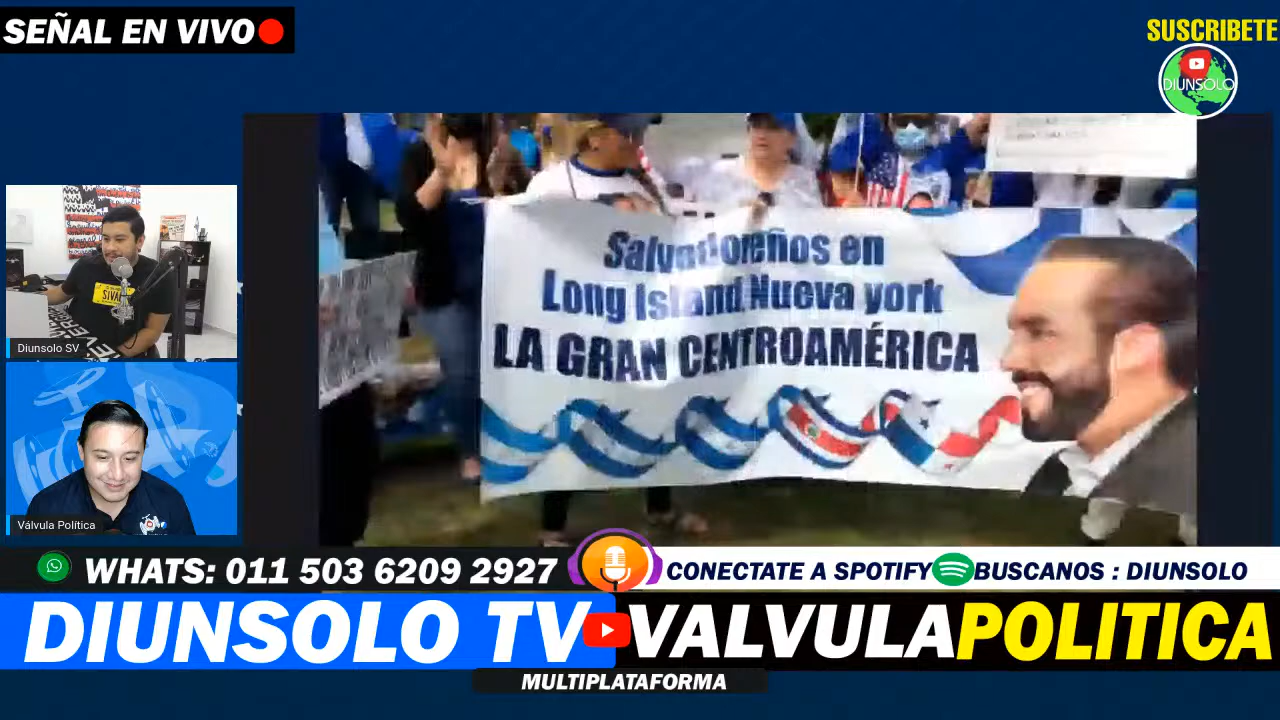 SEÑAL EN VIVO
SUSCRIBETE
DIUNSOLO
Salvadoreños en
Long Island Nueva york
LA GRAN CENTROAMÉRICA
Diunsolo SV
Válvula Política
WHATS: 011 503 6209 2927
CONECTATE A SPOTIFY BUSCANOS : DIUNSOLO
DIUNSOLO TV VALVULAPOLITICA
MULTIPLATAFORMA